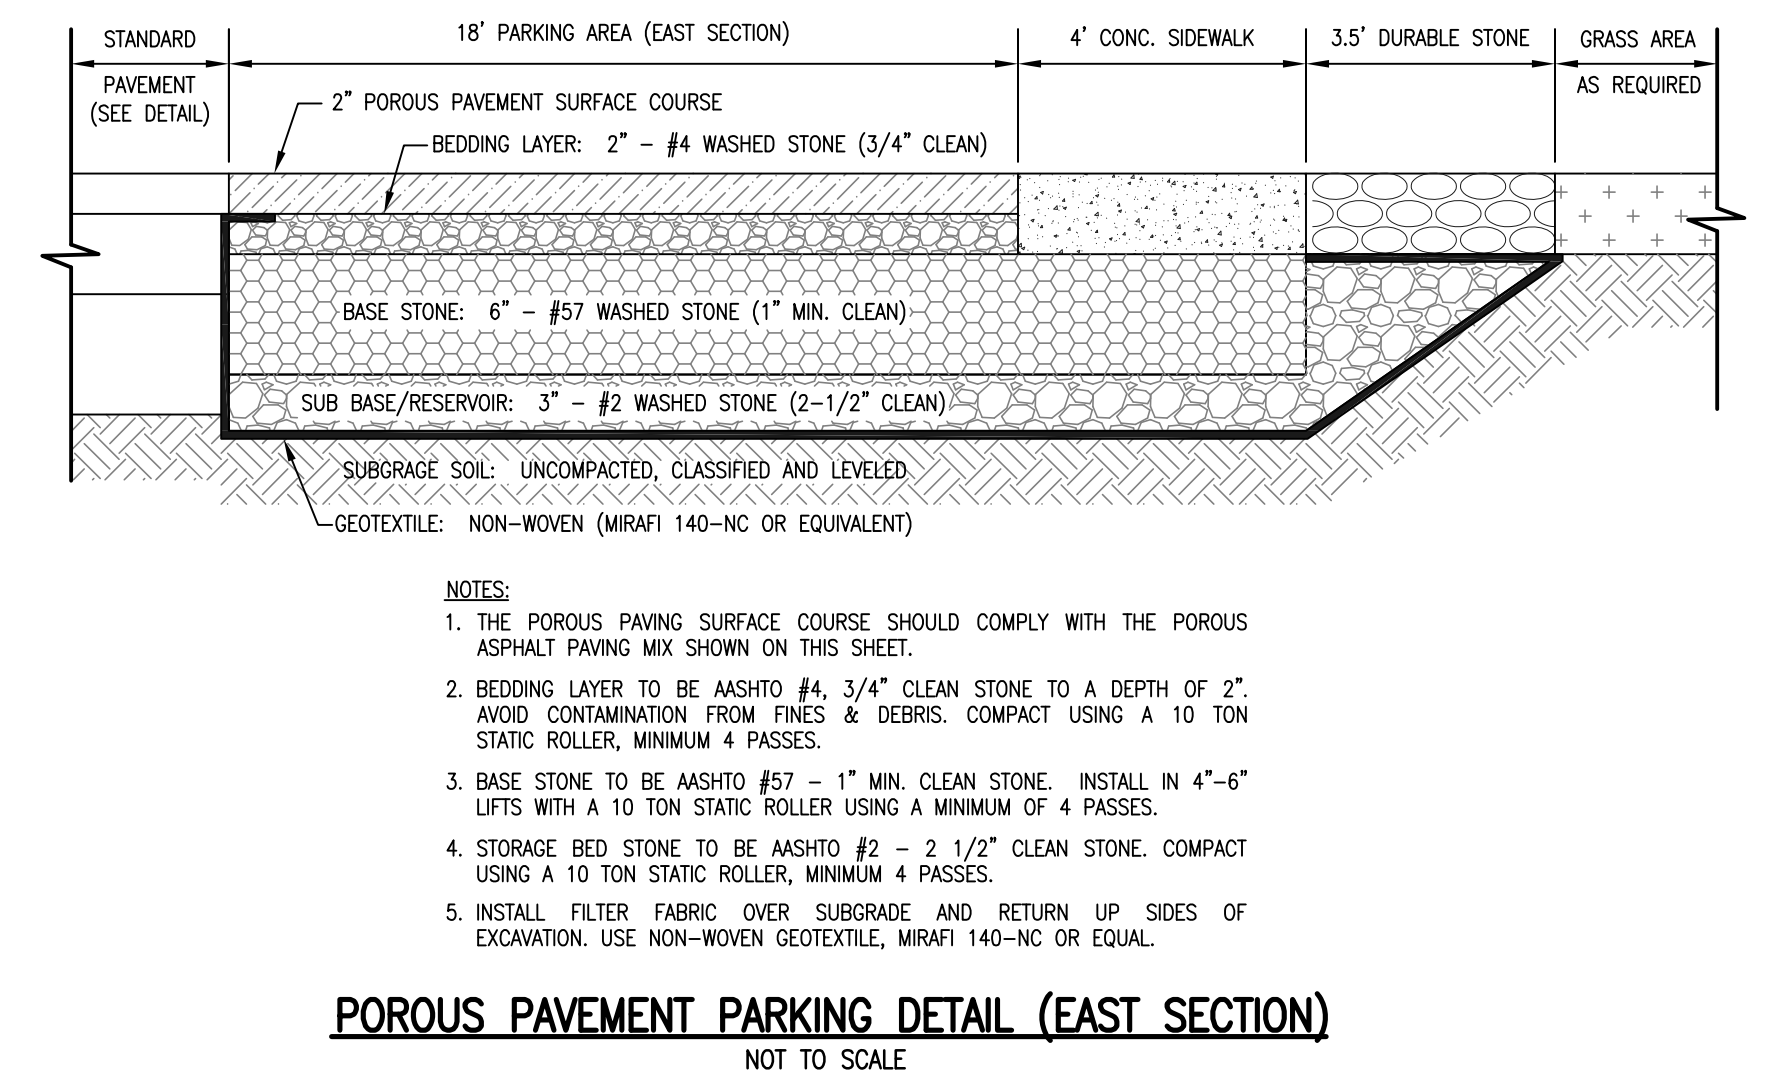 STANDARD
PAVEMENT
(SEE DETAIL)
18' PARKING AREA (EAST SECTION)
4' CONC. SIDEWALK
3.5' DURABLE STONE
GRASS AREA
AS REQUIRED
2" POROUS PAVEMENT SURFACE COURSE
BEDDING LAYER: 2" - #4 WASHED STONE (3/4" CLEAN)
BASE STONE: 6" - #57 WASHED STONE (1" MIN. CLEAN)
SUB BASE/RESERVOIR: 3" - #2 WASHED STONE (2-1/2" CLEAN)
SUBGRAGE SOIL: UNCOMPACTED, CLASSIFIED AND LEVELED
GEOTEXTILE: NON-WOVEN (MIRAFI 140-NC OR EQUIVALENT)
NOTES:
1. THE POROUS PAVING SURFACE COURSE SHOULD COMPLY WITH THE POROUS
ASPHALT PAVING MIX SHOWN ON THIS SHEET.
2. BEDDING LAYER TO BE AASHTO #4, 3/4" CLEAN STONE TO A DEPTH OF 2".
AVOID CONTAMINATION FROM FINES & DEBRIS. COMPACT USING A 10 TON
STATIC ROLLER, MINIMUM 4 PASSES.
3. BASE STONE TO BE AASHTO #57 - 1" MIN. CLEAN STONE. INSTALL IN 4"-6"
LIFTS WITH A 10 TON STATIC ROLLER USING A MINIMUM OF 4 PASSES.
4. STORAGE BED STONE TO BE AASHTO #2 - 2 1/2" CLEAN STONE. COMPACT
USING A 10 TON STATIC ROLLER, MINIMUM 4 PASSES.
5. INSTALL FILTER FABRIC OVER SUBGRADE AND RETURN UP SIDES OF
EXCAVATION. USE NON-WOVEN GEOTEXTILE, MIRAFI 140-NC OR EQUAL.
POROUS PAVEMENT PARKING DETAIL (EAST SECTION)
NOT TO SCALE